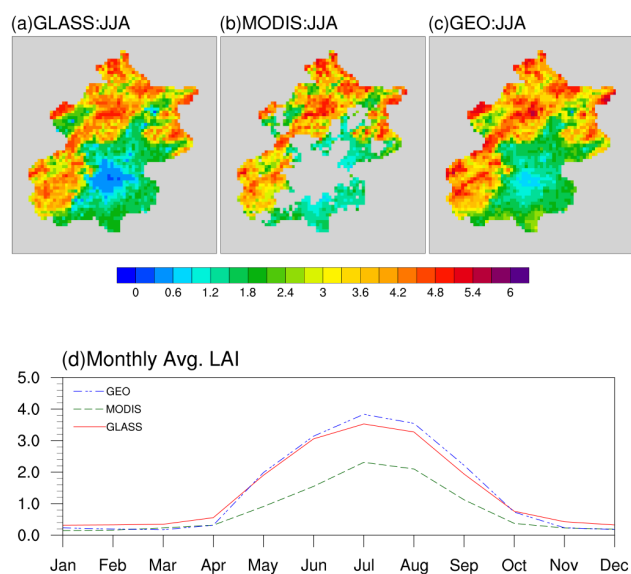 (a)GLASS:JJA (b)MODIS:JJA (c)GEO:JJA
0 0.6 1.2 1.8 2.4 3 3.6 4.2 4.8 5.4 6
(d)Monthly Avg. LAI
5.0
4.0
3.0
2.0
1.0
0.0
GEO
MODIS
GLASS
Jan Feb Mar Apr May Jun Jul Aug Sep Oct Nov Dec